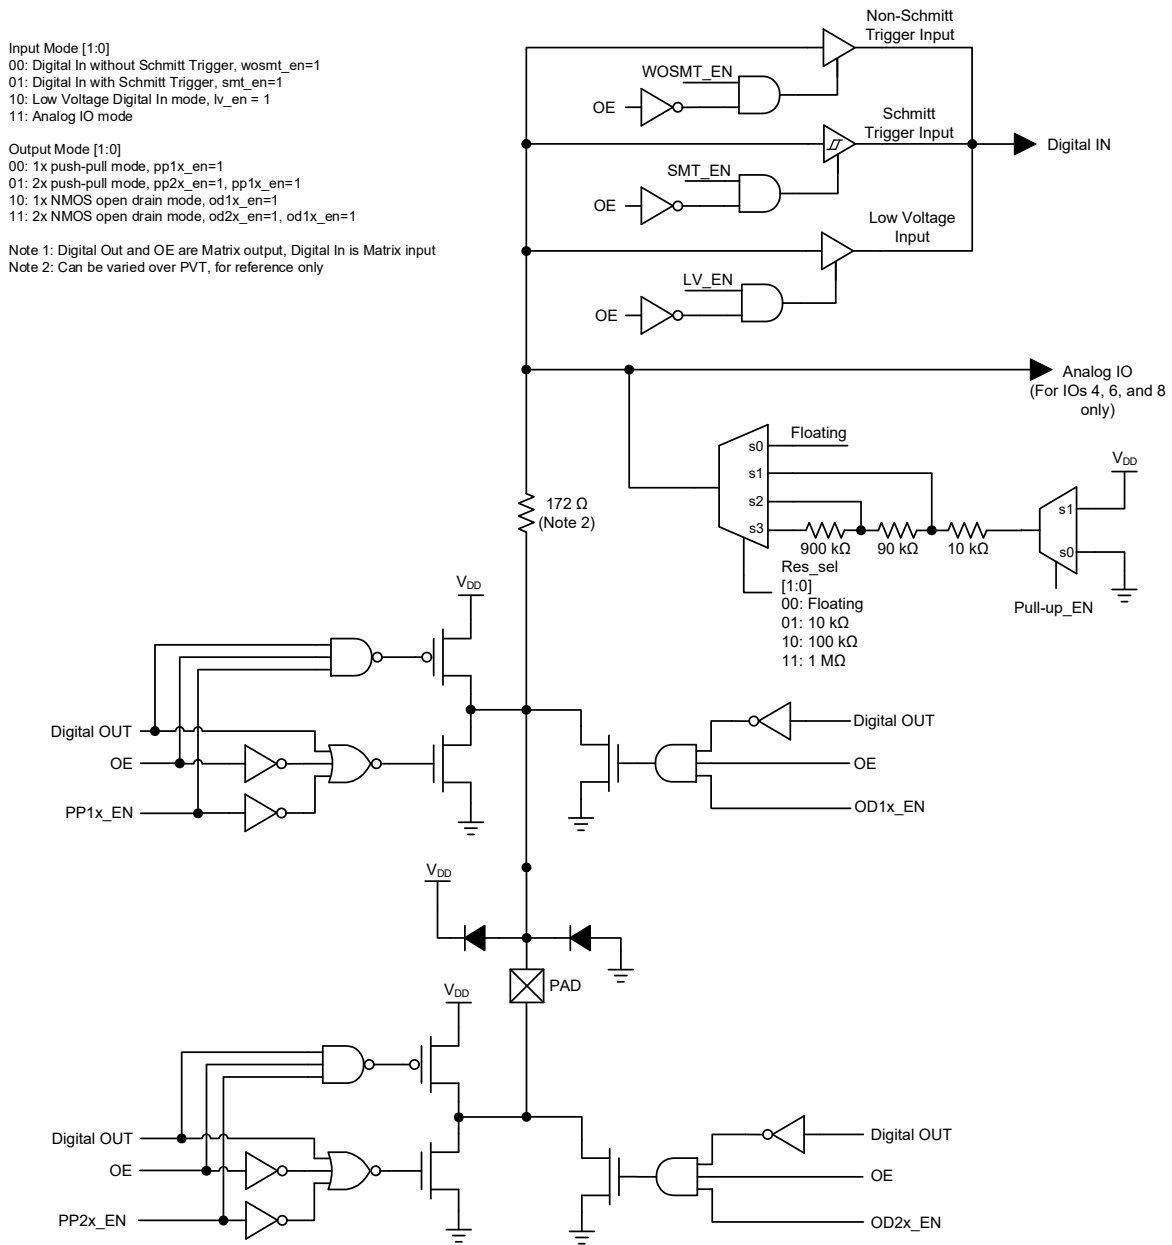 Input Mode [1:0]
00: Digital In without Schmitt Trigger, wosmt_en=1
01: Digital In with Schmitt Trigger, smt_en=1
10: Low Voltage Digital In mode, lv_en = 1
11: Analog IO mode
Output Mode [1:0]
00: 1x push-pull mode, pp1x_en=1
01: 2x push-pull mode, pp2x_en=1, pp1x_en=1
10: 1x NMOS open drain mode, od1x_en=1
11: 2x NMOS open drain mode, od2x_en=1, od1x_en=1
Note 1: Digital Out and OE are Matrix output, Digital In is Matrix input
Note 2: Can be varied over PVT, for reference only
Non-Schmitt
Trigger Input
WOSMT_EN
OE
Schmitt
Trigger Input
Digital IN
SMT_EN
OE
Low Voltage
Input
LV_EN
OE
Analog IO
(For IOs 4, 6, and 8
only)
Floating
s0
s1
s2
s3
VDD
s1
s0
172 Ω
(Note 2)
900 kΩ
90 kΩ
10 kΩ
Pull-up_EN
Res_sel
[1:0]
00: Floating
01: 10 kΩ
10: 100 kΩ
11: 1 MΩ
VDD
Digital OUT
OE
PP1x_EN
Digital OUT
OE
OD1x_EN
VDD
PAD
VDD
Digital OUT
OE
PP2x_EN
Digital OUT
OE
OD2x_EN